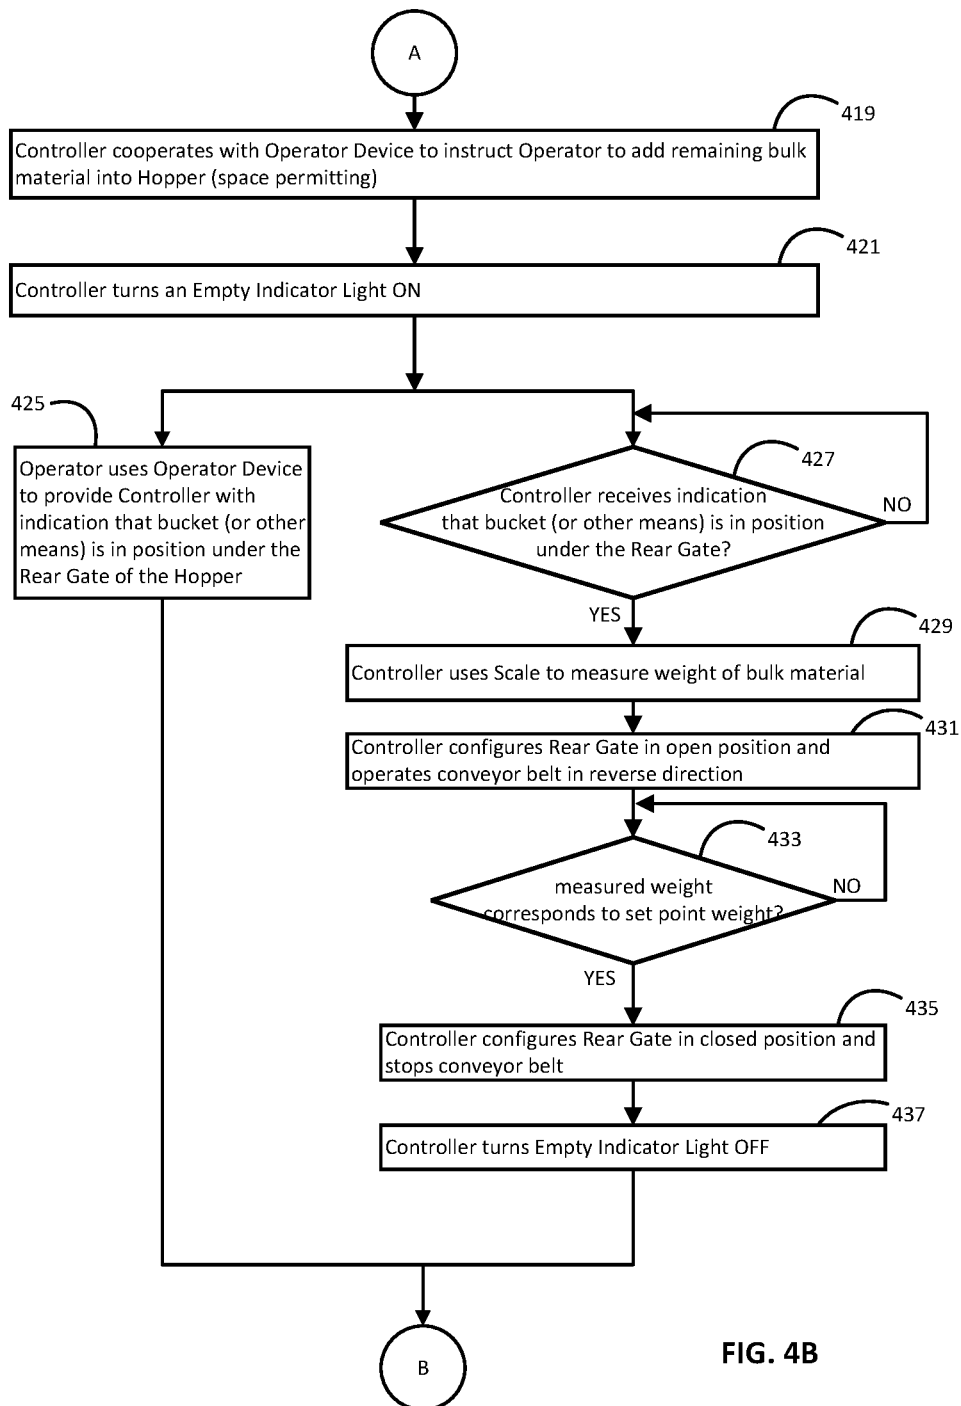 A
419
Controller cooperates with Operator Device to instruct Operator to add remaining bulk
material into Hopper (space permitting)
421
Controller turns an Empty Indicator Light ON
425
Operator uses Operator Device
to provide Controller with
indication that bucket (or other
means) is in position under the
Rear Gate of the Hopper
427
Controller receives indication
that bucket (or other means) is in position
under the Rear Gate?
NO
YES
429
Controller uses Scale to measure weight of bulk material
431
Controller configures Rear Gate in open position and
operates conveyor belt in reverse direction
433
measured weight
corresponds to set point weight?
NO
YES
435
Controller configures Rear Gate in closed position and
stops conveyor belt
437
Controller turns Empty Indicator Light OFF
B
FIG. 4B